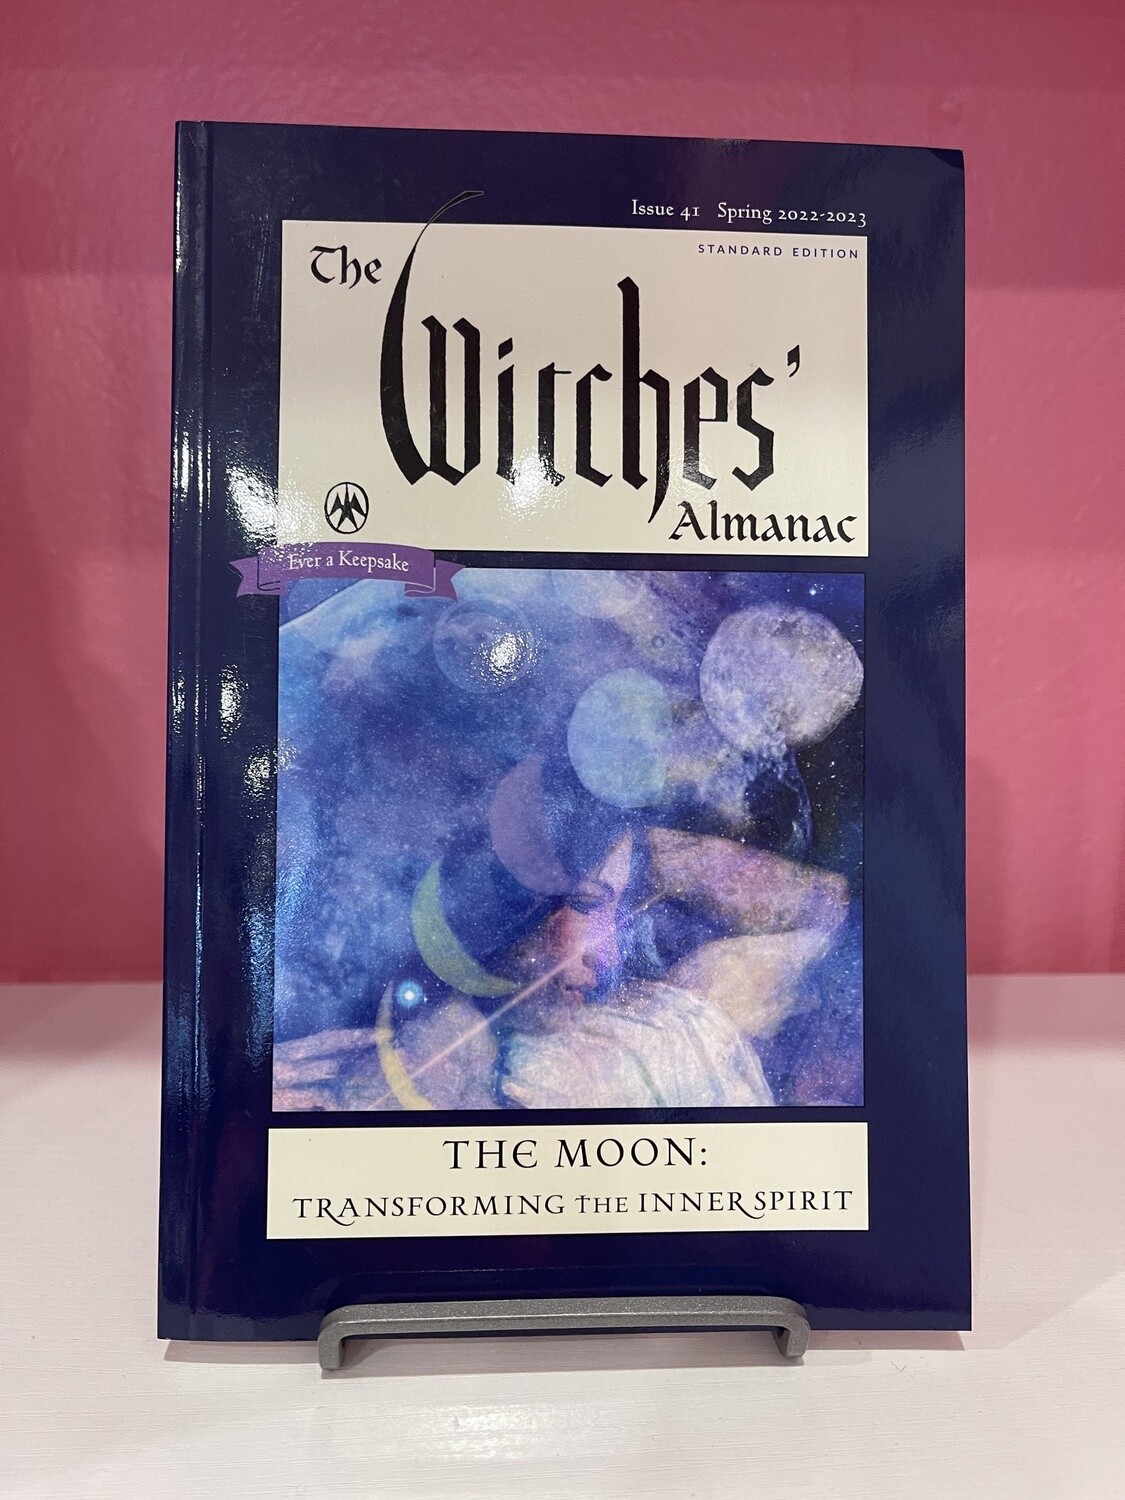 Issue 41 Spring 2022-2023
STANDARD EDITION
The
Witches'
Almanac
Ever a Keepsake
THE MOON:
TRANSFORMING THE INNER SPIRIT